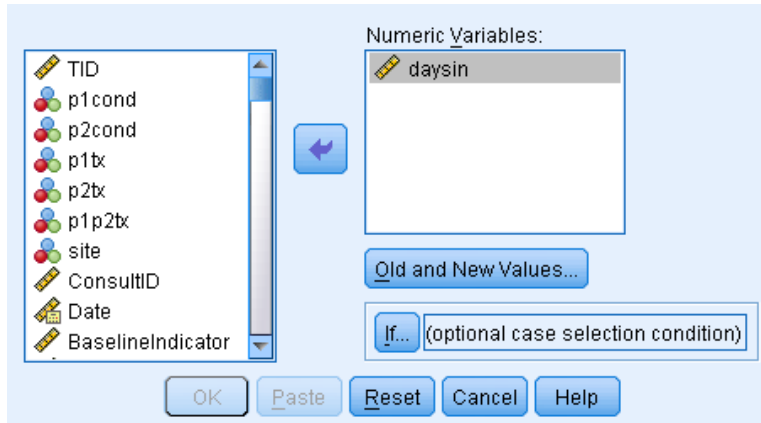 Numeric Variables:
TID
p1cond
p2cond
p1tx
p2tx
p1p2tx
site
ConsultID
Date
BaselineIndicator
daysin
Old and New Values...
If... (optional case selection condition)
OK Paste Reset Cancel Help